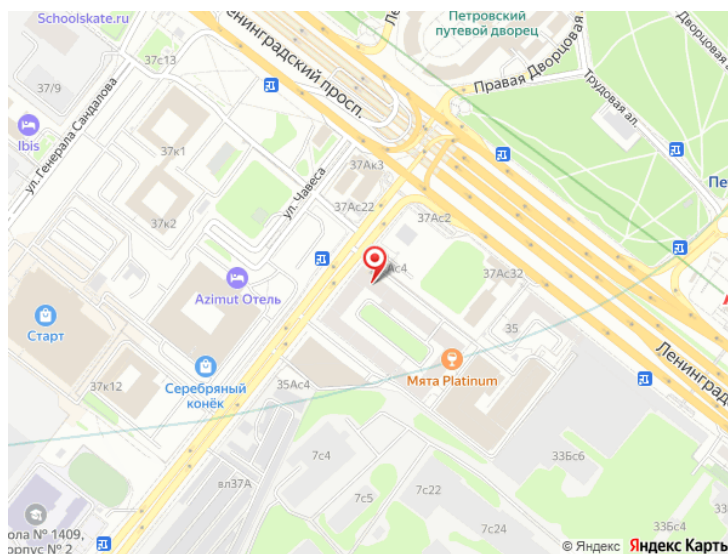 Schoolskate.ru
37с13
37/9
ул. Генерала Сандалова
Ibis
37к1
37к2
ул. Чавеса
Ленинградский просп.
Петровский
путевой дворец
Правая Дворцовая
Трудовая ал.
Дворцовая
37Ак3
37Ас22
37Ас2
Ас4
37Ас32
35
Azimut Отель
Старт
37к12
Серебряный
конёк
35Ас4
Мята Platinum
Ленинград
33Бс6
33Бс4
7с4
7с5
7с22
7с24
вл37А
ола № 1409,
орпус № 2
© Яндекс Яндекс Карты